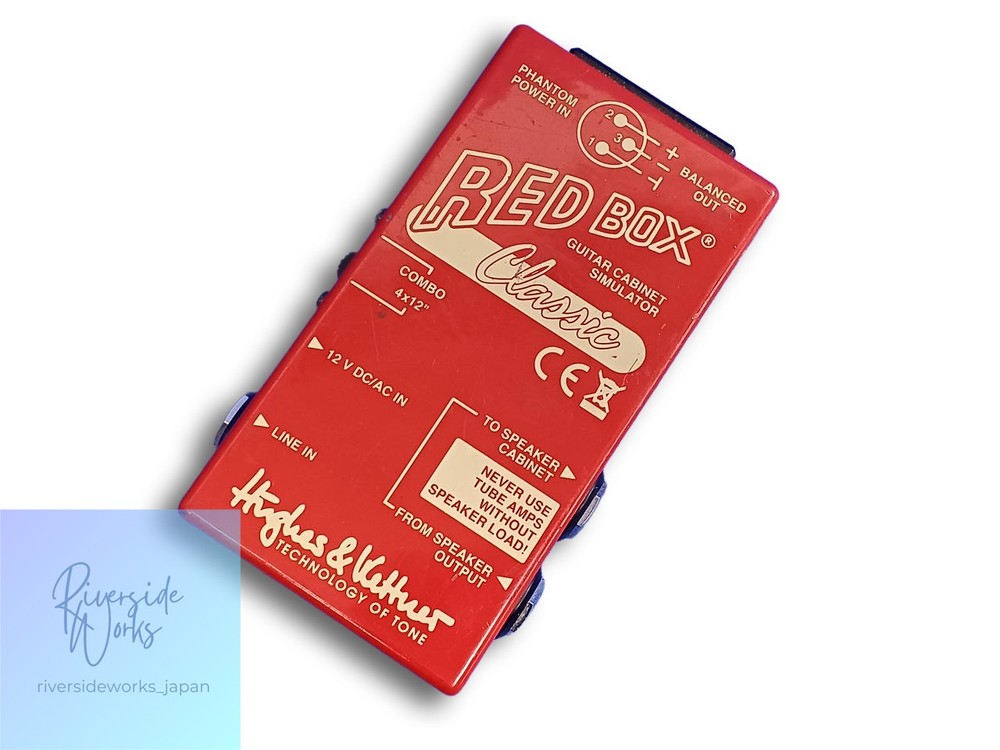 PHANTOM
POWER IN
2
3
1
+
−
BALANCED
OUT
RED BOX®
GUITAR CABINET
SIMULATOR
Classic
COMBO
4x12"
CE
12 V DC/AC IN
LINE IN
TO SPEAKER
CABINET
NEVER USE
TUBE AMPS
WITHOUT
SPEAKER LOAD!
FROM SPEAKER
OUTPUT
Hughes & Kettner
TECHNOLOGY OF TONE
Riverside
Works
riversideworks_japan